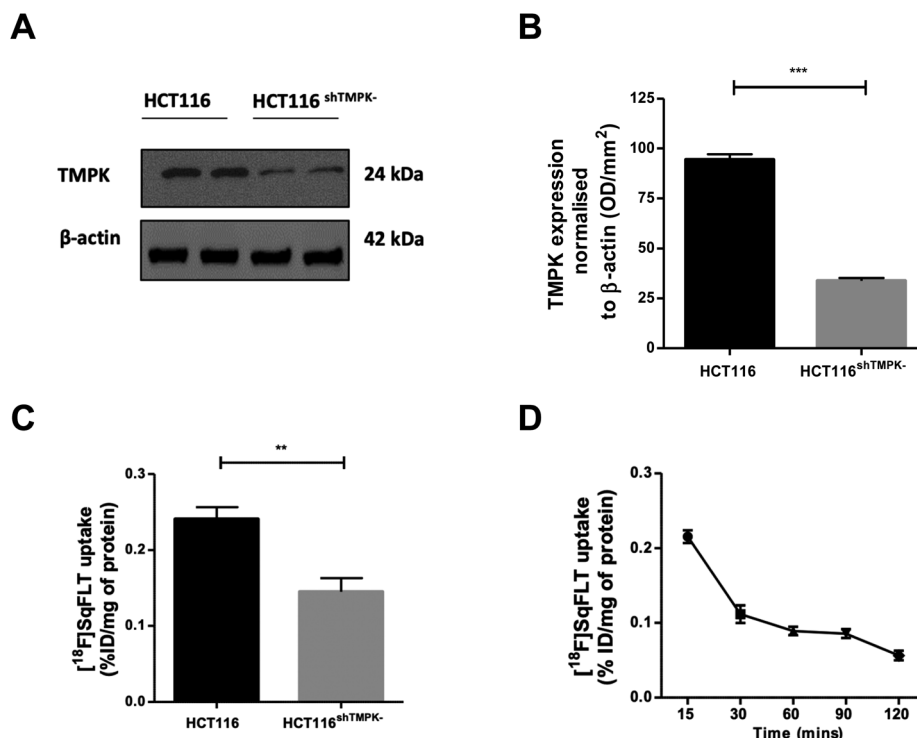 A
HCT116 HCT116 shTMPK-
TMPK 24 kDa
β-actin 42 kDa
B
***
TMPK expression
normalised
to β-actin (OD/mm²)
125
100
75
50
25
0
HCT116 HCT116shTMPK-
C
**
[¹⁸F]SqFLT uptake
(%ID/mg of protein)
0.3
0.2
0.1
0.0
HCT116 HCT116shTMPK-
D
[¹⁸F]SqFLT uptake
(% ID/mg of protein)
0.3
0.2
0.1
0.0
15 30 60 90 120
Time (mins)